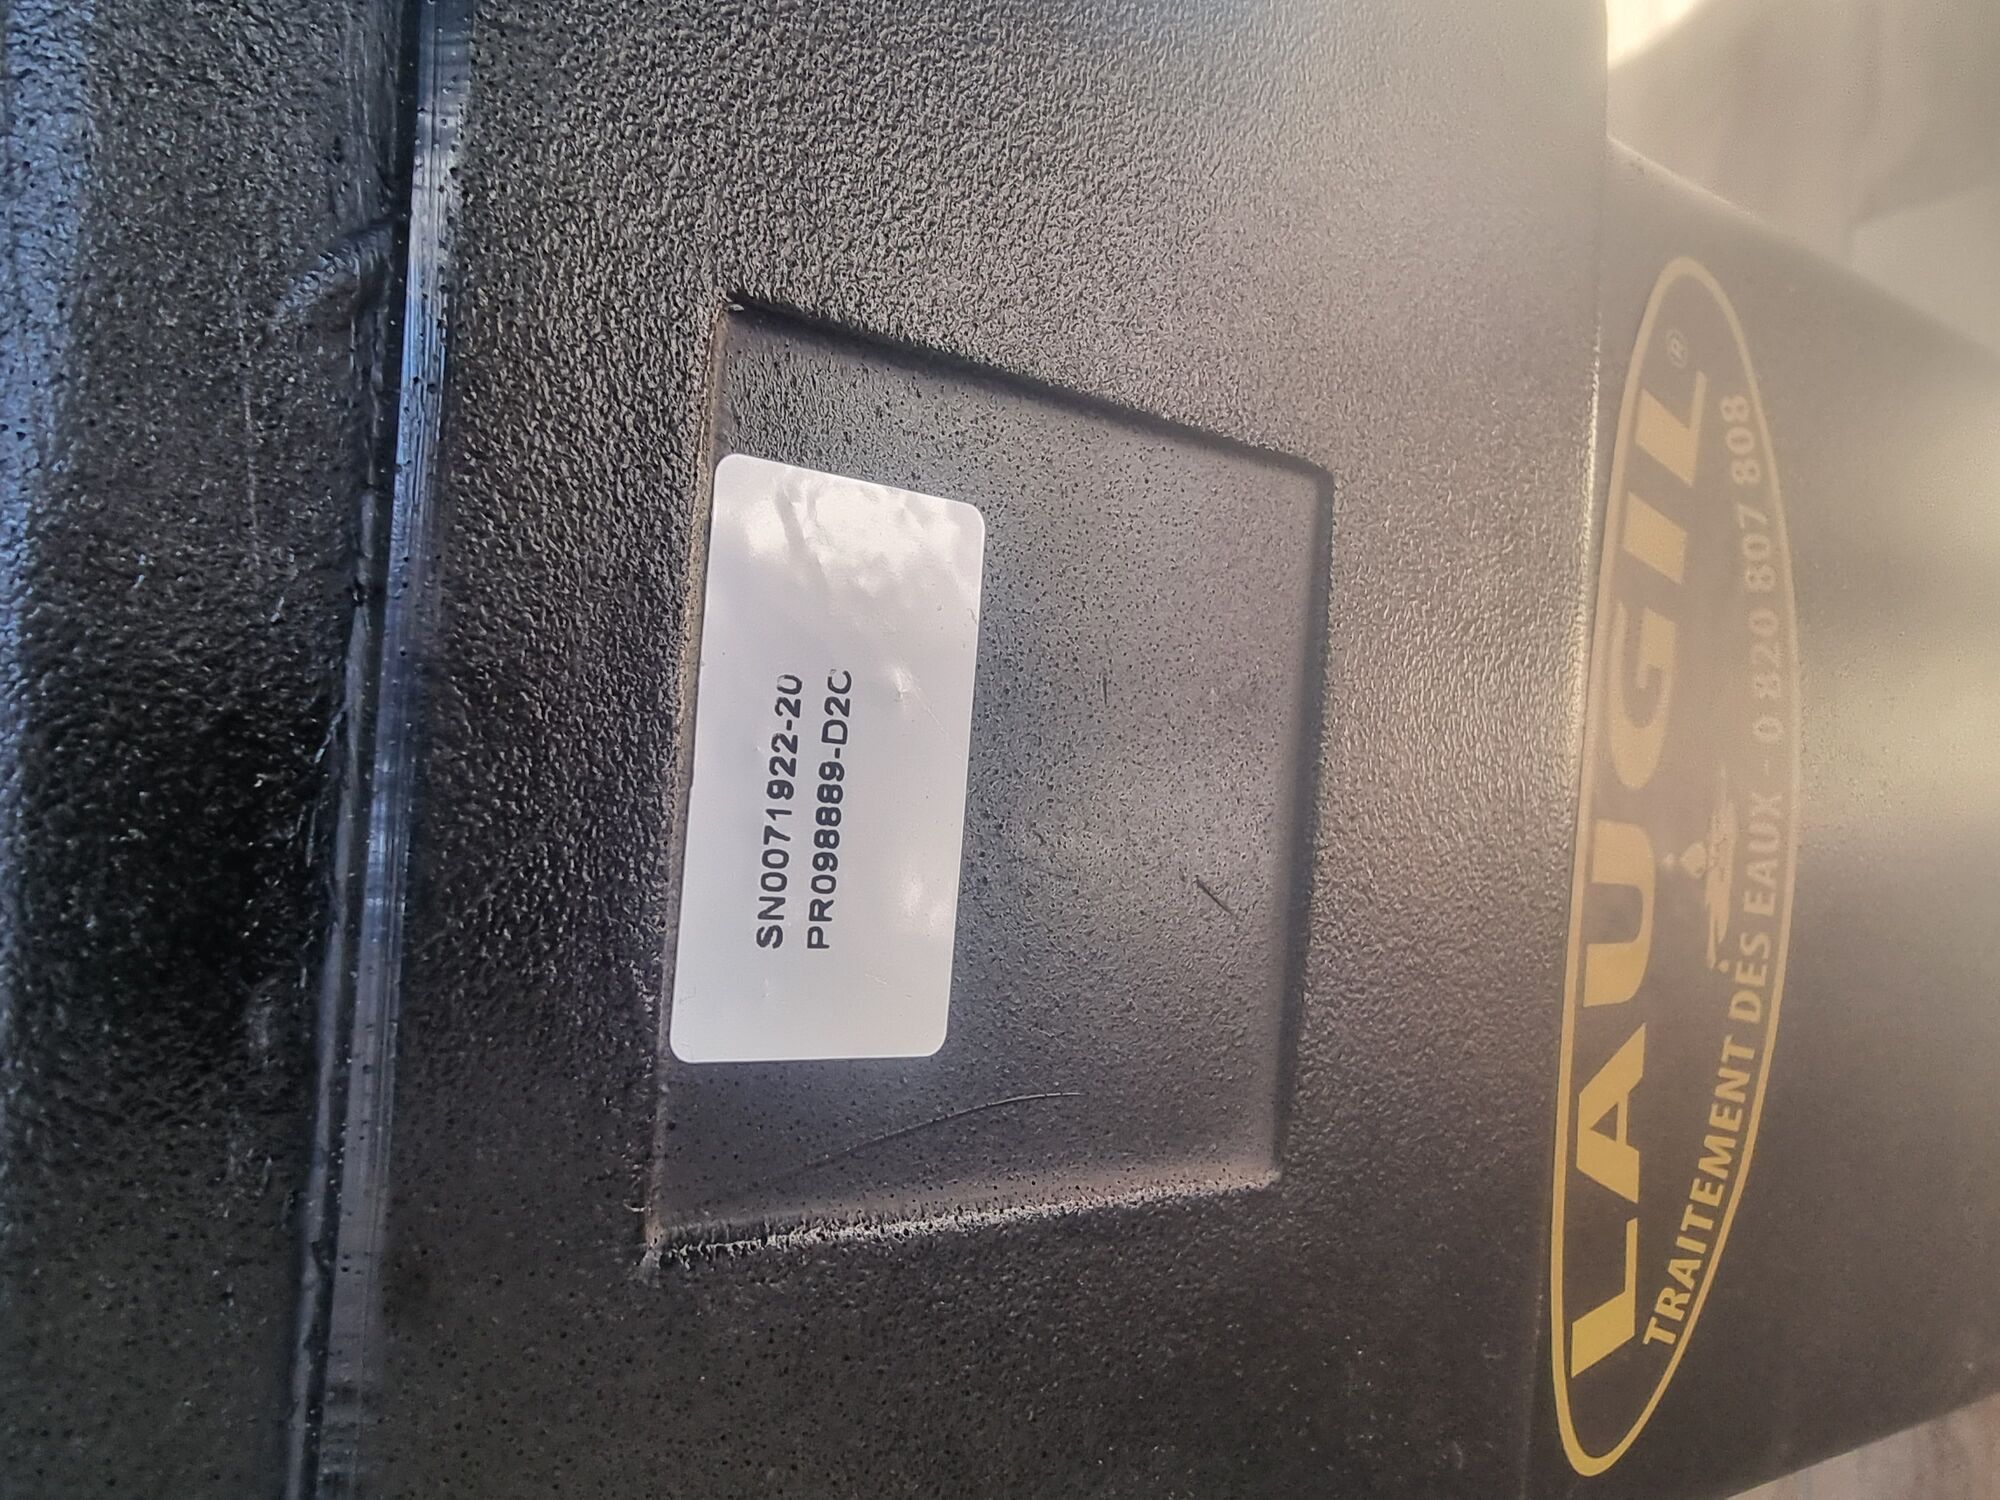 SN0071922-20
PR098889-D2C
LAUGIL®
TRAITEMENT DES EAUX - 0 820 807 808